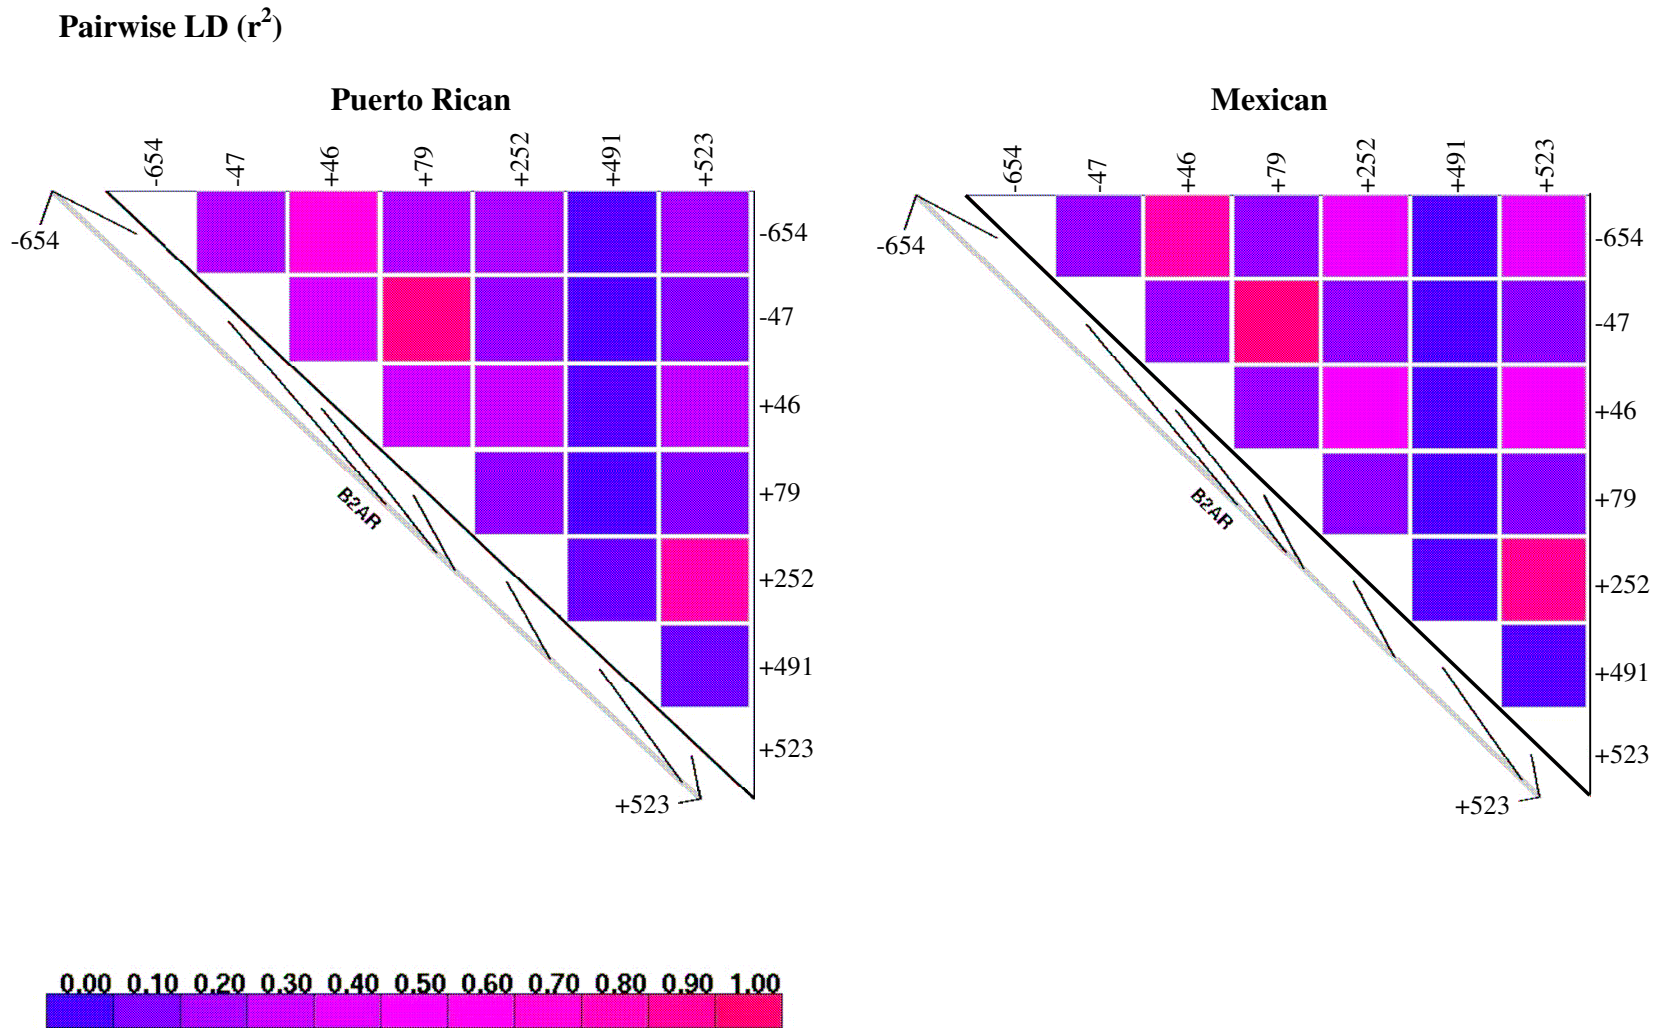 Pairwise LD (r²)
Puerto Rican
Mexican
-654 -47 +46 +79 +252 +491 +523
-654 -47 +46 +79 +252 +491 +523
-654
-47
+46
+79
+252
+491
+523
-654
B2AR
+523
-654
-47
+46
+79
+252
+491
+523
-654
B2AR
+523
0.00 0.10 0.20 0.30 0.40 0.50 0.60 0.70 0.80 0.90 1.00